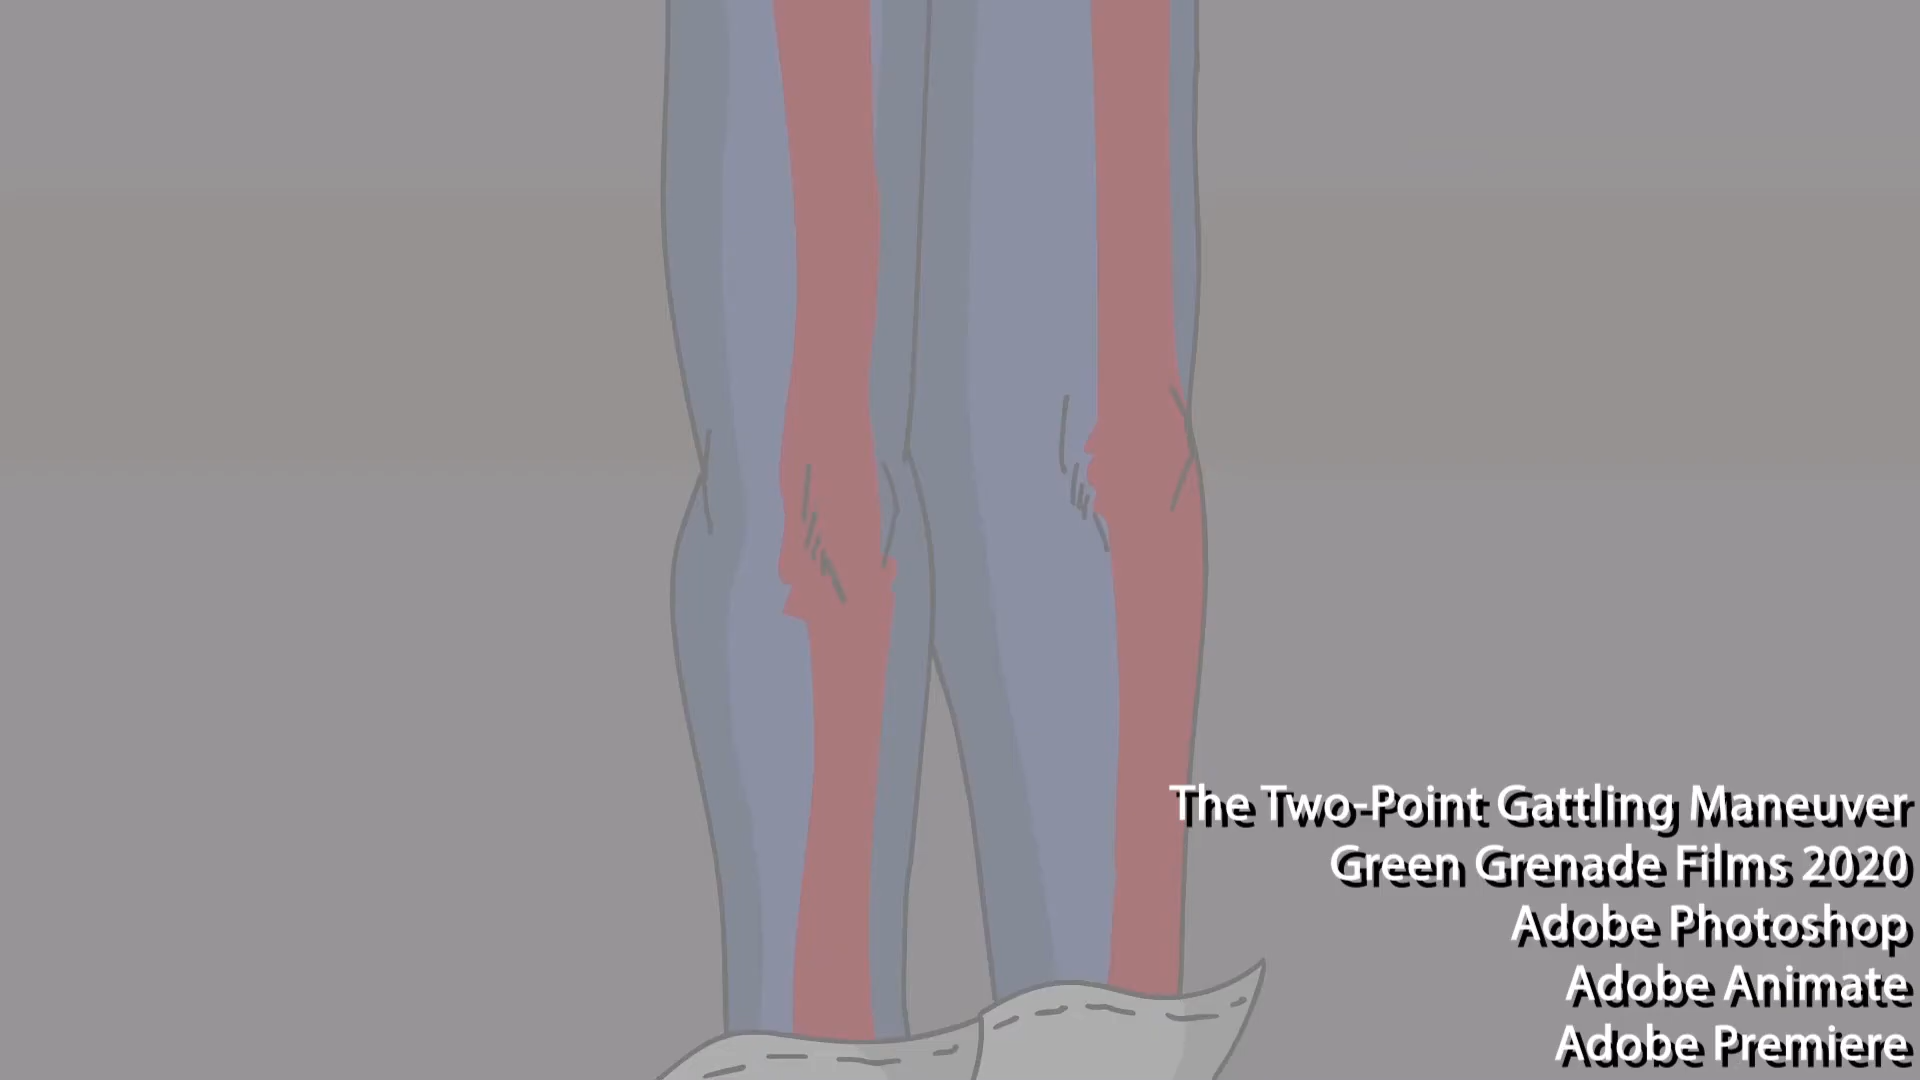 The Two-Point Gattling Maneuver
Green Grenade Films 2020
Adobe Photoshop
Adobe Animate
Adobe Premiere